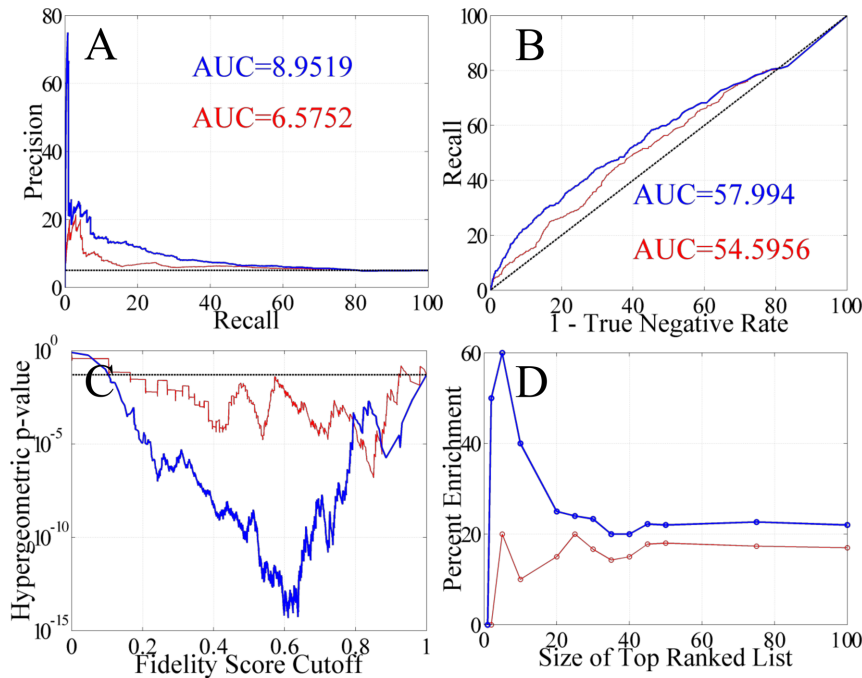 80
60
40
20
0
Precision
A
AUC=8.9519
AUC=6.5752
0
20
40
60
80
100
Recall
100
80
60
40
20
0
Recall
B
AUC=57.994
AUC=54.5956
0
20
40
60
80
100
1 - True Negative Rate
10^0
10^-5
10^-10
10^-15
Hypergeometric p-value
C
0
0.2
0.4
0.6
0.8
1
Fidelity Score Cutoff
60
40
20
0
Percent Enrichment
D
0
20
40
60
80
100
Size of Top Ranked List